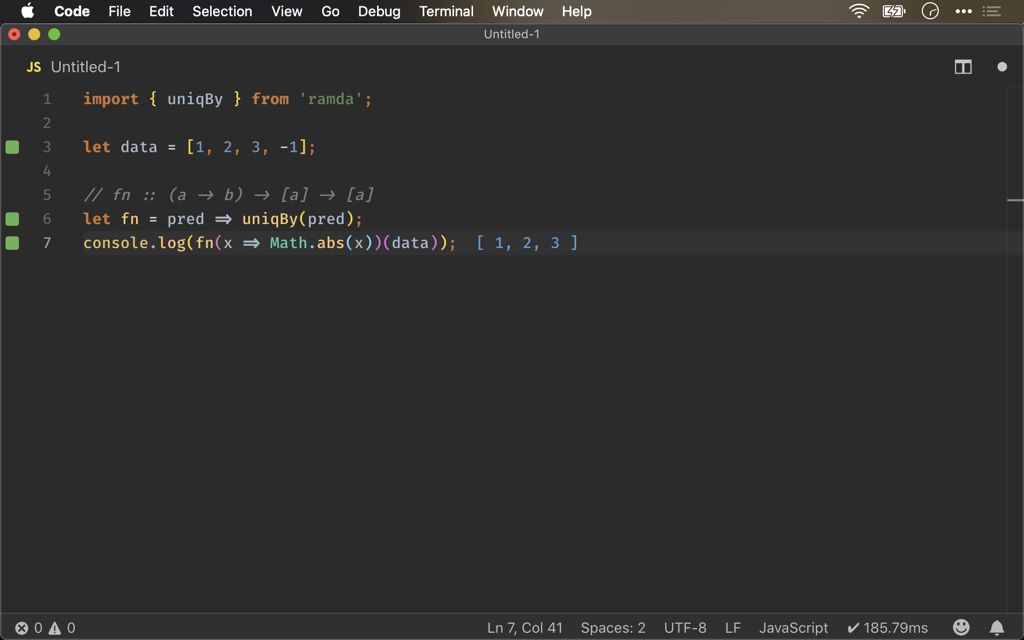 Code File Edit Selection View Go Debug Terminal Window Help
Untitled-1
JS Untitled-1
1 import { uniqBy } from 'ramda';
2
3 let data = [1, 2, 3, -1];
4
5 // fn :: (a → b) → [a] → [a]
6 let fn = pred ⇒ uniqBy(pred);
7 console.log(fn(x ⇒ Math.abs(x))(data)); [ 1, 2, 3 ]
0 0 Ln 7, Col 41 Spaces: 2 UTF-8 LF JavaScript ✔ 185.79ms